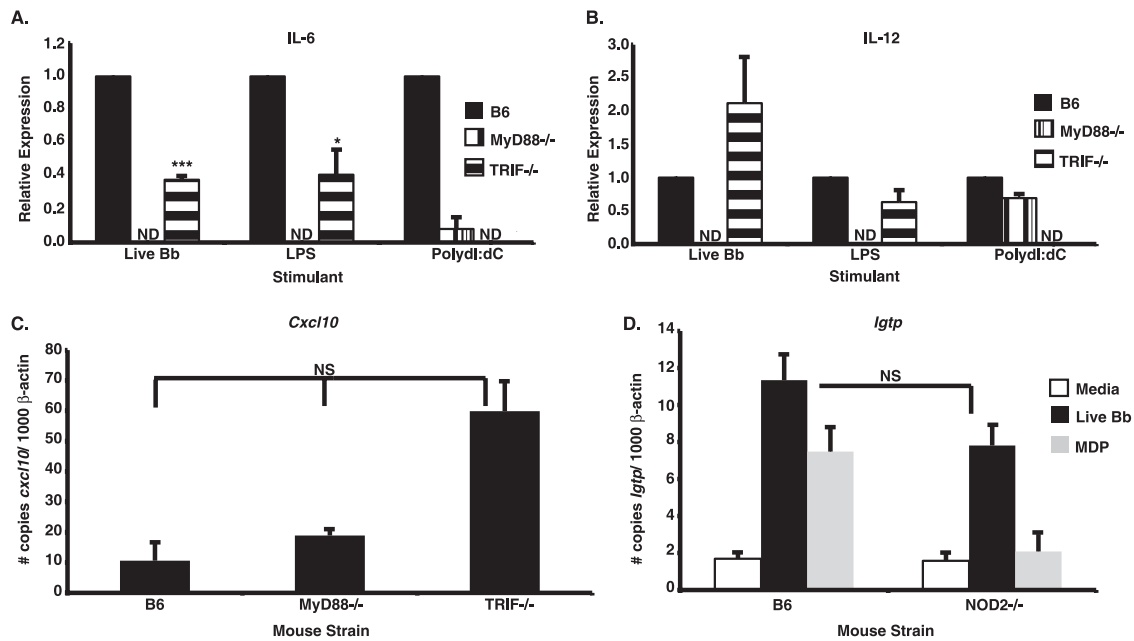 A.
IL-6
Relative Expression
1.2
1.0
0.8
0.6
0.4
0.2
0.0
***
*
ND
ND
ND
B6
MyD88-/-
TRIF-/-
Live Bb
LPS
PolydI:dC
Stimulant
B.
IL-12
Relative Expression
3.0
2.5
2.0
1.5
1.0
0.5
0.0
ND
ND
ND
B6
MyD88-/-
TRIF-/-
Live Bb
LPS
PolydI:dC
Stimulant
C.
Cxcl10
# copies cxcl10/ 1000 β-actin
80
70
60
50
40
30
20
10
0
NS
B6
MyD88-/-
TRIF-/-
Mouse Strain
D.
Igtp
# copies Igtp/ 1000 β-actin
14
12
10
8
6
4
2
0
NS
Media
Live Bb
MDP
B6
NOD2-/-
Mouse Strain